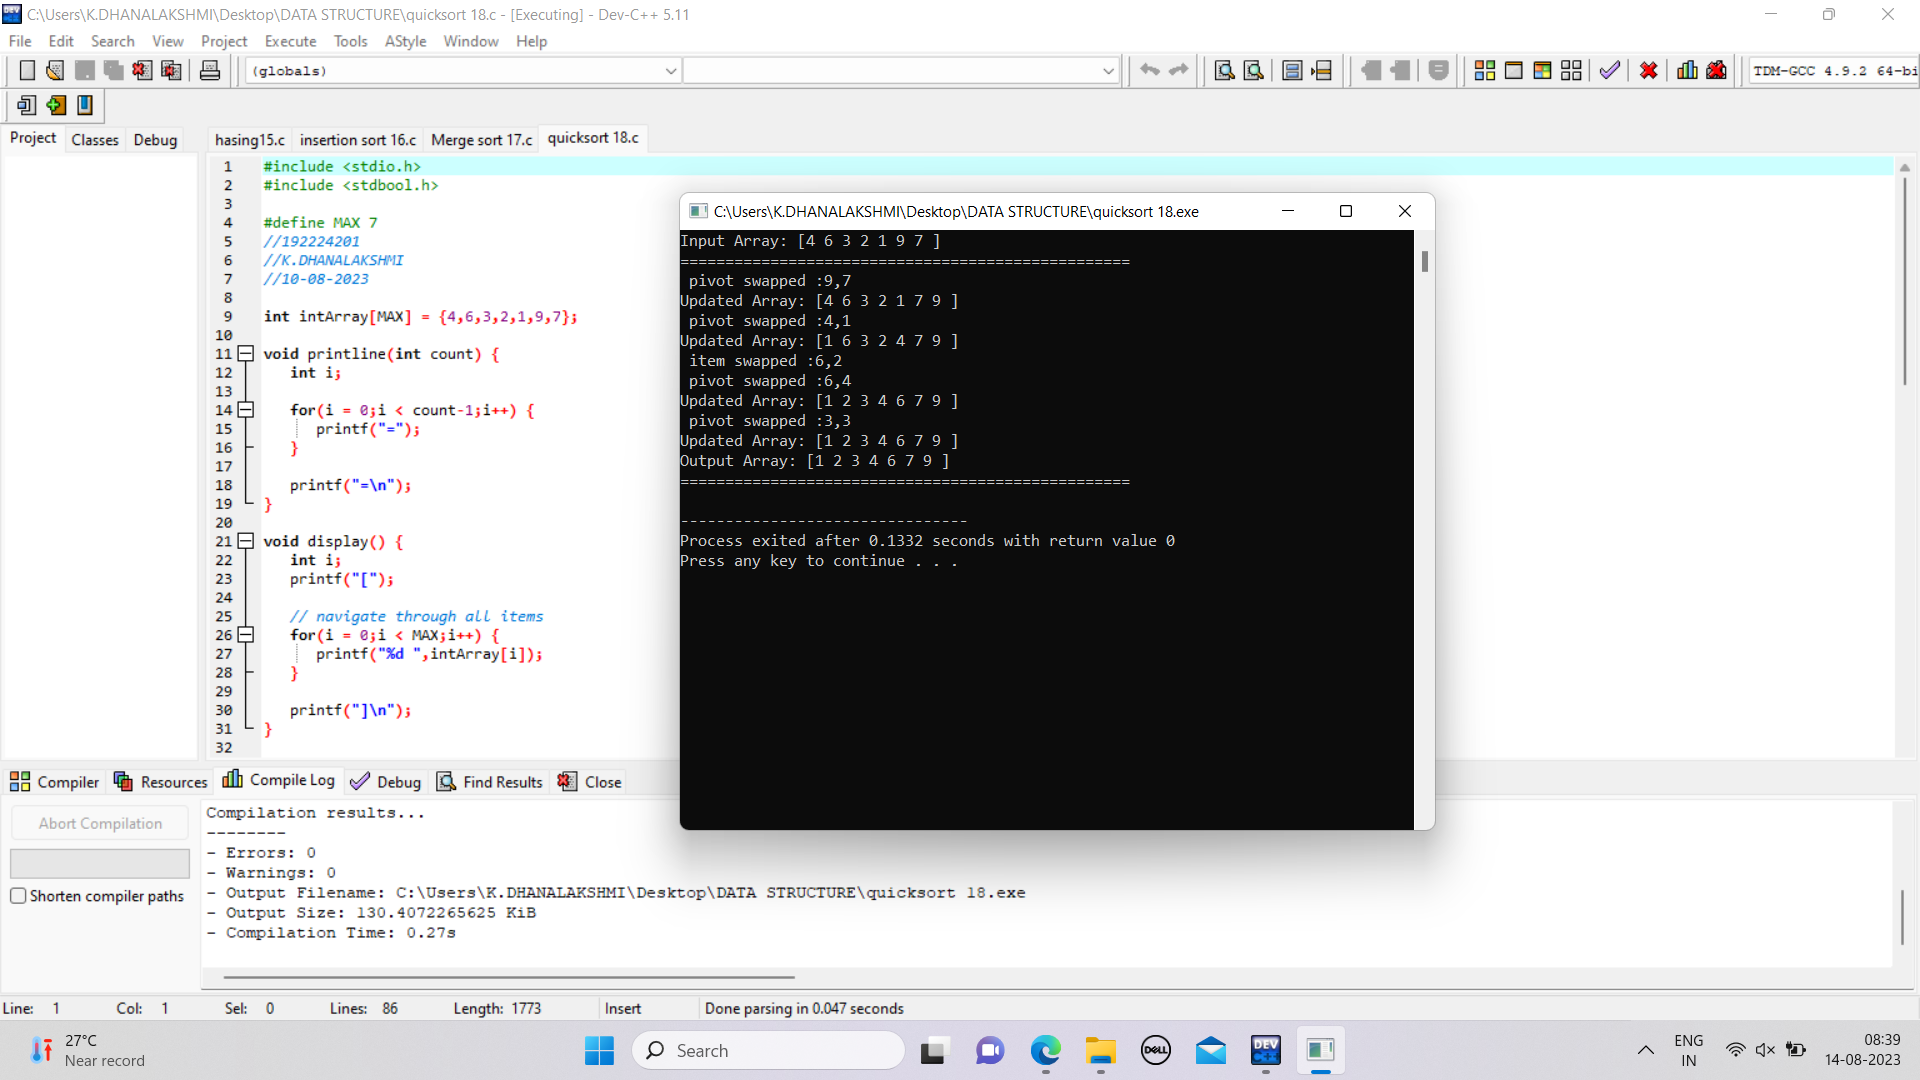 C:\Users\K.DHANALAKSHMI\Desktop\DATA STRUCTURE\quicksort 18.c - [Executing] - Dev-C++ 5.11
File Edit Search View Project Execute Tools AStyle Window Help
(globals)
TDM-GCC 4.9.2 64-bi
Project Classes Debug
hasing15.c insertion sort 16.c Merge sort 17.c quicksort 18.c
1 #include <stdio.h>
2 #include <stdbool.h>
3
4 #define MAX 7
5 //192224201
6 //K.DHANALAKSHMI
7 //10-08-2023
8
9 int intArray[MAX] = {4,6,3,2,1,9,7};
10
11 void printline(int count) {
12 int i;
13
14 for(i = 0;i < count-1;i++) {
15 printf("=");
16 }
17
18 printf("=\n");
19 }
20
21 void display() {
22 int i;
23 printf("[");
24
25 // navigate through all items
26 for(i = 0;i < MAX;i++) {
27 printf("%d ",intArray[i]);
28 }
29
30 printf("]\n");
31 }
32
C:\Users\K.DHANALAKSHMI\Desktop\DATA STRUCTURE\quicksort 18.exe
Input Array: [4 6 3 2 1 9 7 ]
==================================================
pivot swapped :9,7
Updated Array: [4 6 3 2 1 7 9 ]
pivot swapped :4,1
Updated Array: [1 6 3 2 4 7 9 ]
item swapped :6,2
pivot swapped :6,4
Updated Array: [1 2 3 4 6 7 9 ]
pivot swapped :3,3
Updated Array: [1 2 3 4 6 7 9 ]
Output Array: [1 2 3 4 6 7 9 ]
==================================================
--------------------------------
Process exited after 0.1332 seconds with return value 0
Press any key to continue . . .
Compiler Resources Compile Log Debug Find Results Close
Abort Compilation
Shorten compiler paths
Compilation results...
--------
- Errors: 0
- Warnings: 0
- Output Filename: C:\Users\K.DHANALAKSHMI\Desktop\DATA STRUCTURE\quicksort 18.exe
- Output Size: 130.4072265625 KiB
- Compilation Time: 0.27s
Line: 1 Col: 1 Sel: 0 Lines: 86 Length: 1773 Insert Done parsing in 0.047 seconds
27°C
Near record
Search
DELL
DEV C++
ENG
IN
08:39
14-08-2023